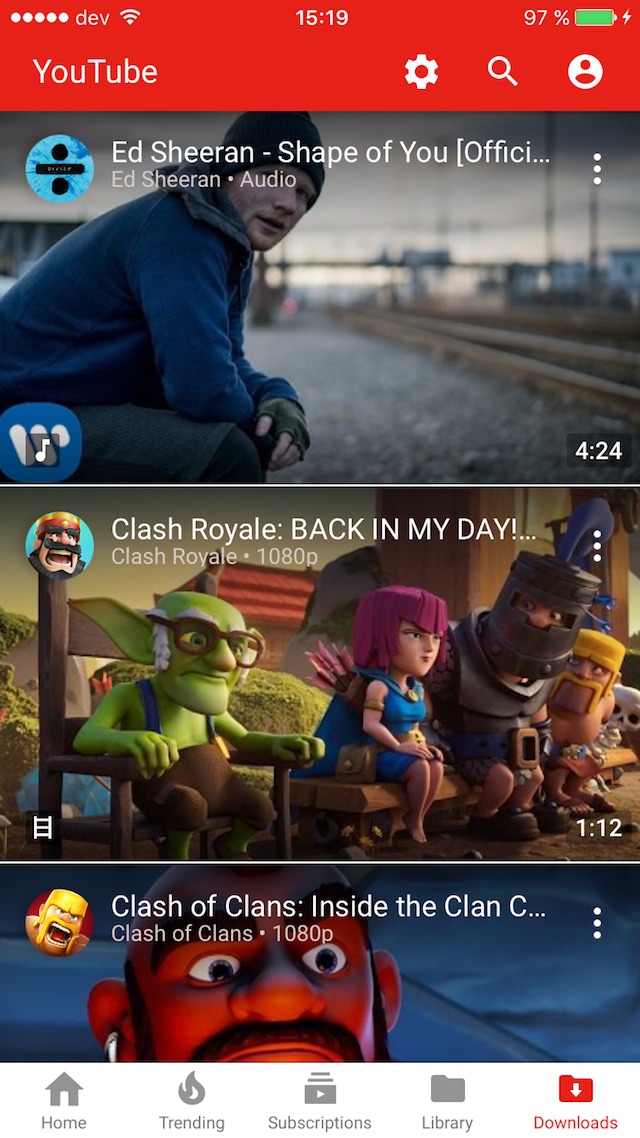 dev 15:19 97 %
YouTube
Ed Sheeran - Shape of You [Offici...
Ed Sheeran • Audio
4:24
Clash Royale: BACK IN MY DAY!...
Clash Royale • 1080p
1:12
Clash of Clans: Inside the Clan C...
Clash of Clans • 1080p
Home Trending Subscriptions Library Downloads